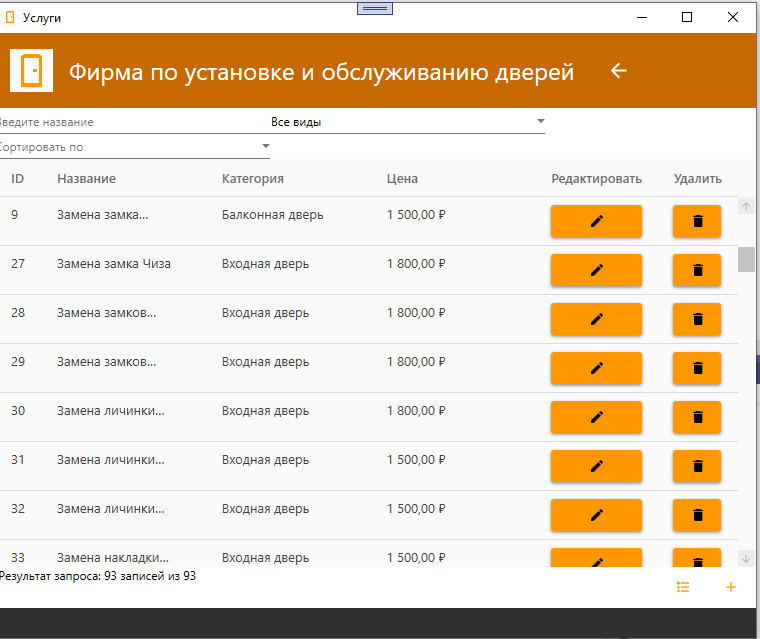 Услуги
Фирма по установке и обслуживанию дверей
Введите название
Все виды
Сортировать по
ID Название Категория Цена Редактировать Удалить
9 Замена замка... Балконная дверь 1 500,00 ₽
27 Замена замка Чиза Входная дверь 1 800,00 ₽
28 Замена замков... Входная дверь 1 800,00 ₽
29 Замена замков... Входная дверь 1 800,00 ₽
30 Замена личинки... Входная дверь 1 800,00 ₽
31 Замена личинки... Входная дверь 1 500,00 ₽
32 Замена личинки... Входная дверь 1 500,00 ₽
33 Замена накладки... Входная дверь 1 500,00 ₽
Результат запроса: 93 записей из 93